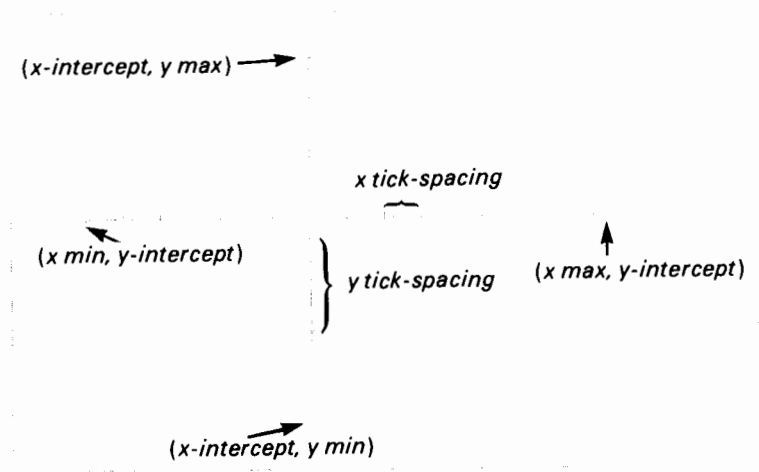 (x-intercept, y max)
x tick-spacing
(x min, y-intercept)
y tick-spacing
(x max, y-intercept)
(x-intercept, y min)